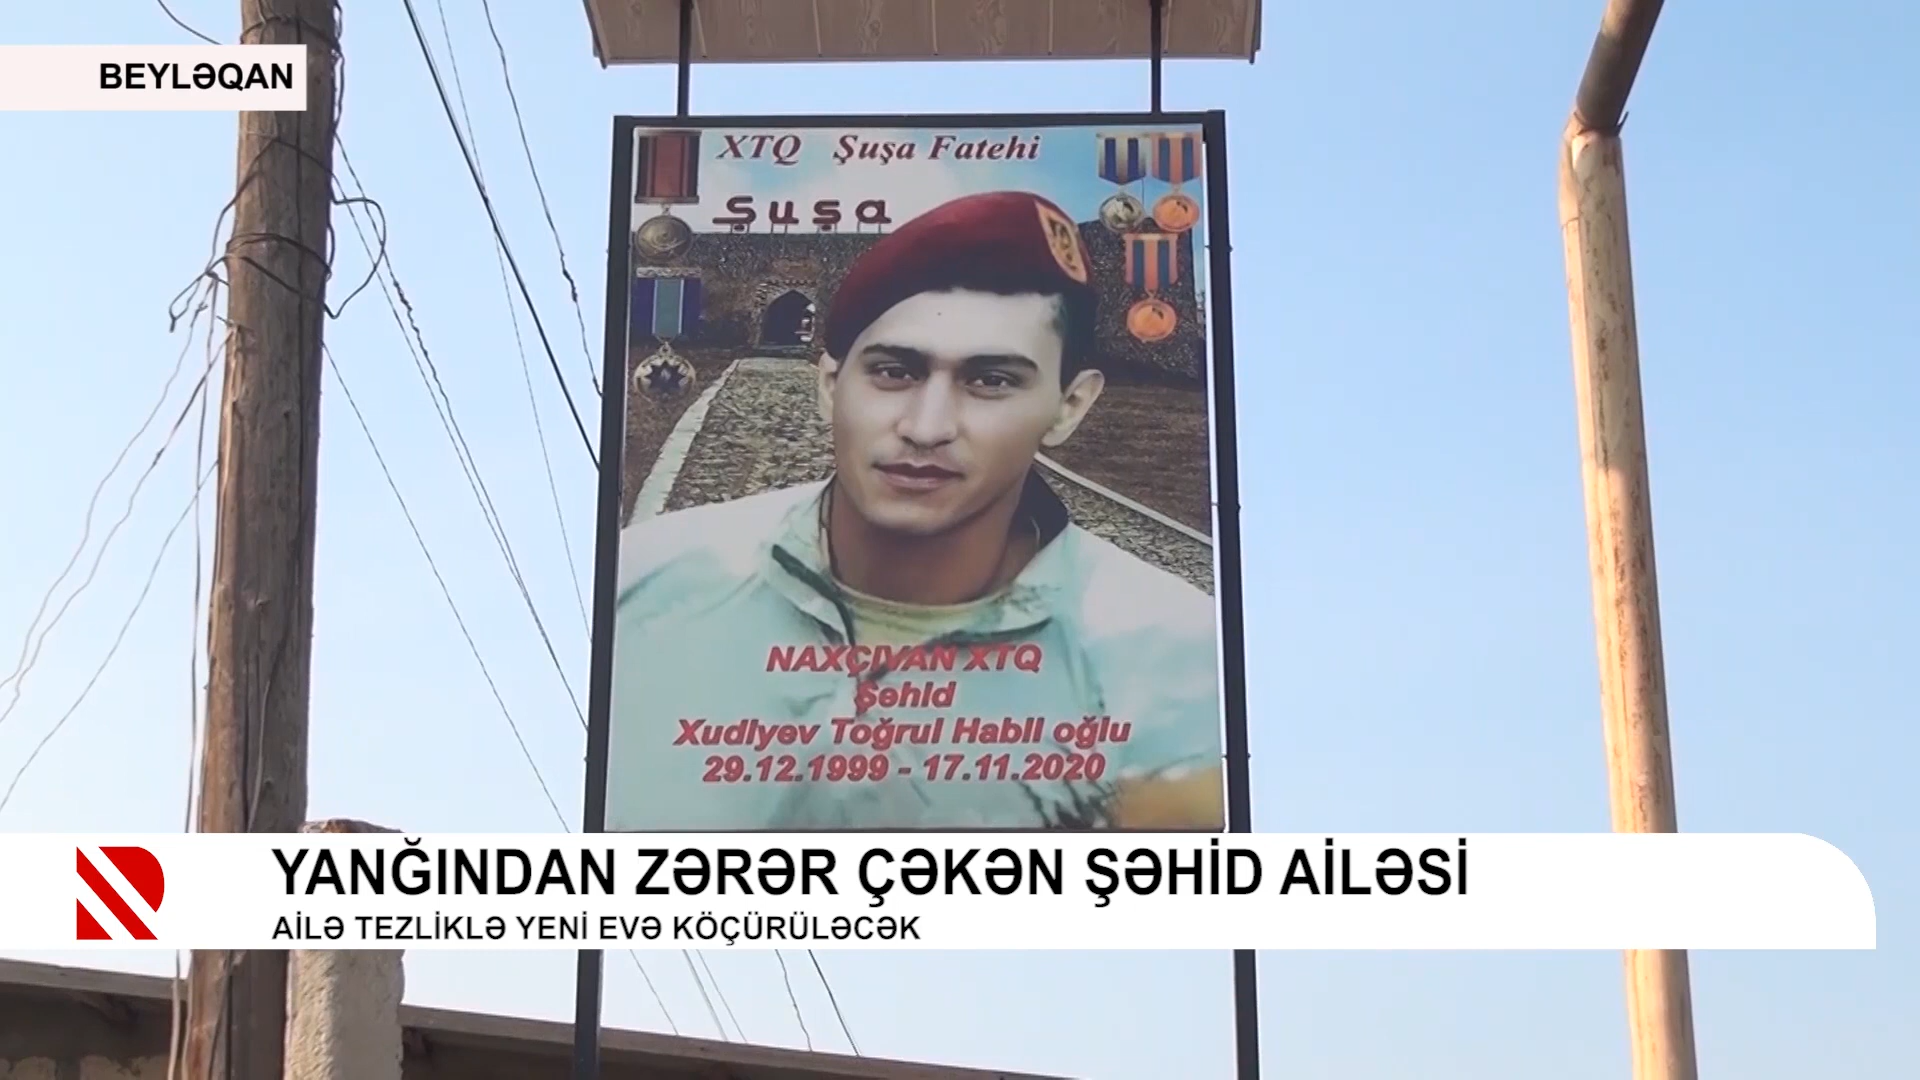 BEYLƏQAN
XTQ Şuşa Fatehi
Şuşa
NAXÇIVAN XTQ
Şəhid
Xudiyev Toğrul Habil oğlu
29.12.1999 - 17.11.2020
YANĞINDAN ZƏRƏR ÇƏKƏN ŞƏHİD AİLƏSİ
AİLƏ TEZLİKLƏ YENİ EVƏ KÖÇÜRÜLƏCƏK